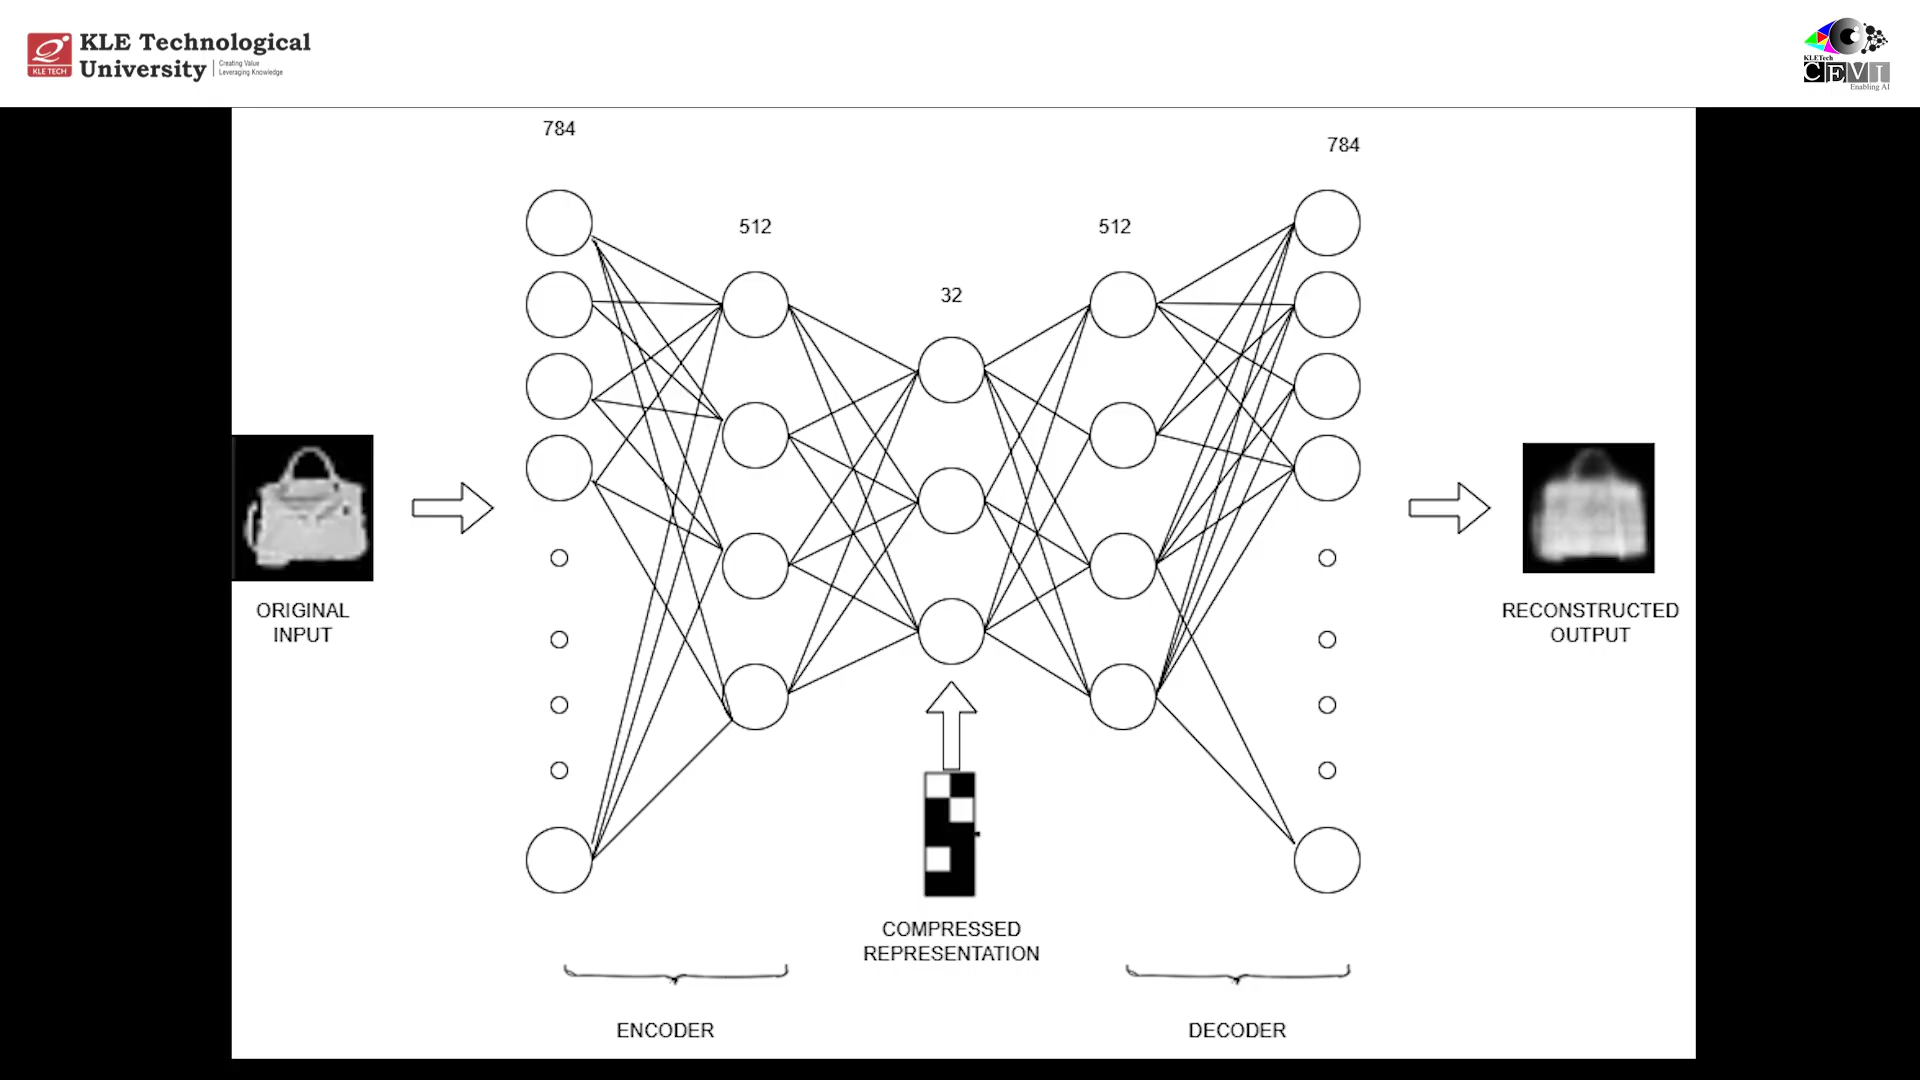 KLE TECH
KLE Technological
University
Creating Value
Leveraging Knowledge
KLETech
CEVI
Enabling AI
784
784
512
512
32
ORIGINAL
INPUT
RECONSTRUCTED
OUTPUT
COMPRESSED
REPRESENTATION
ENCODER
DECODER